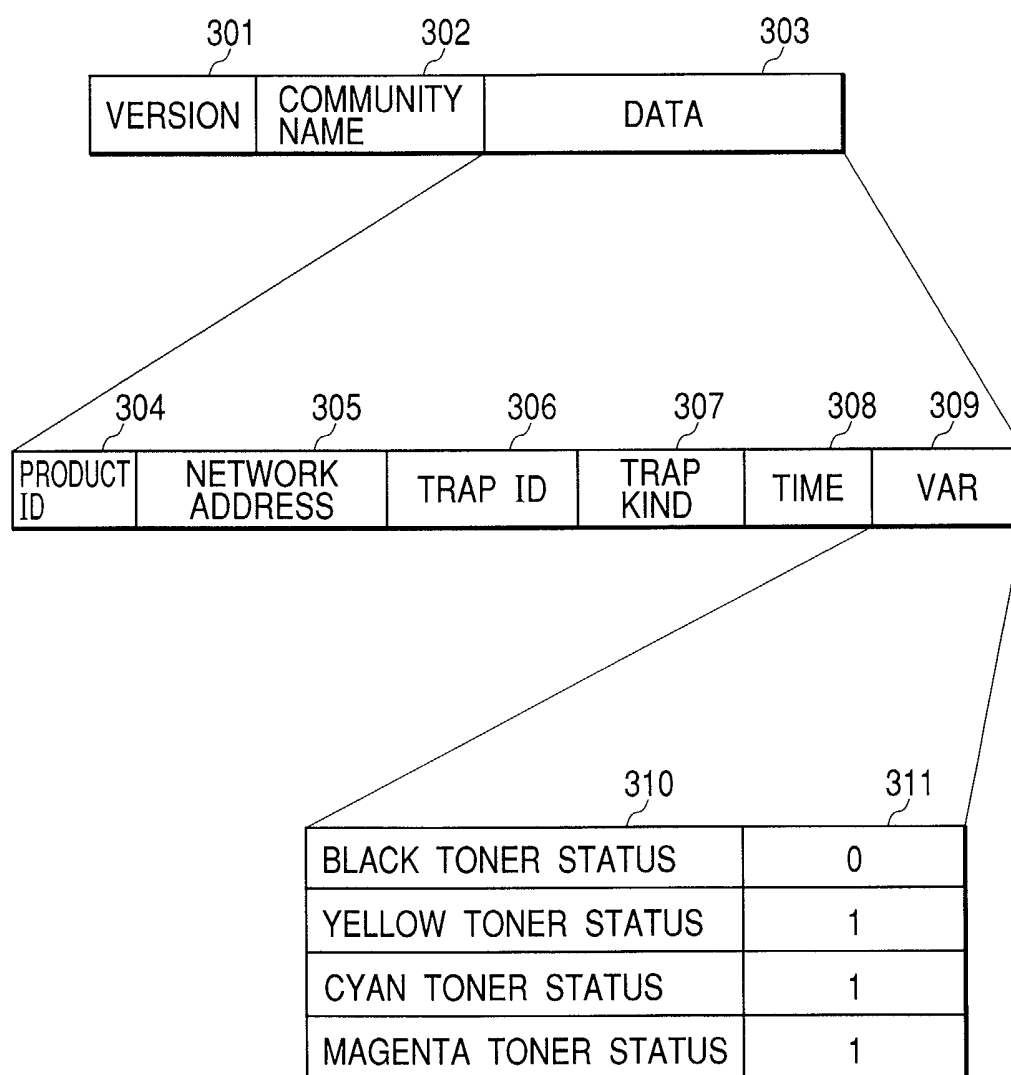 301 302 303
VERSION COMMUNITY NAME DATA
304 305 306 307 308 309
PRODUCT ID NETWORK ADDRESS TRAP ID TRAP KIND TIME VAR
310 311
BLACK TONER STATUS 0
YELLOW TONER STATUS 1
CYAN TONER STATUS 1
MAGENTA TONER STATUS 1